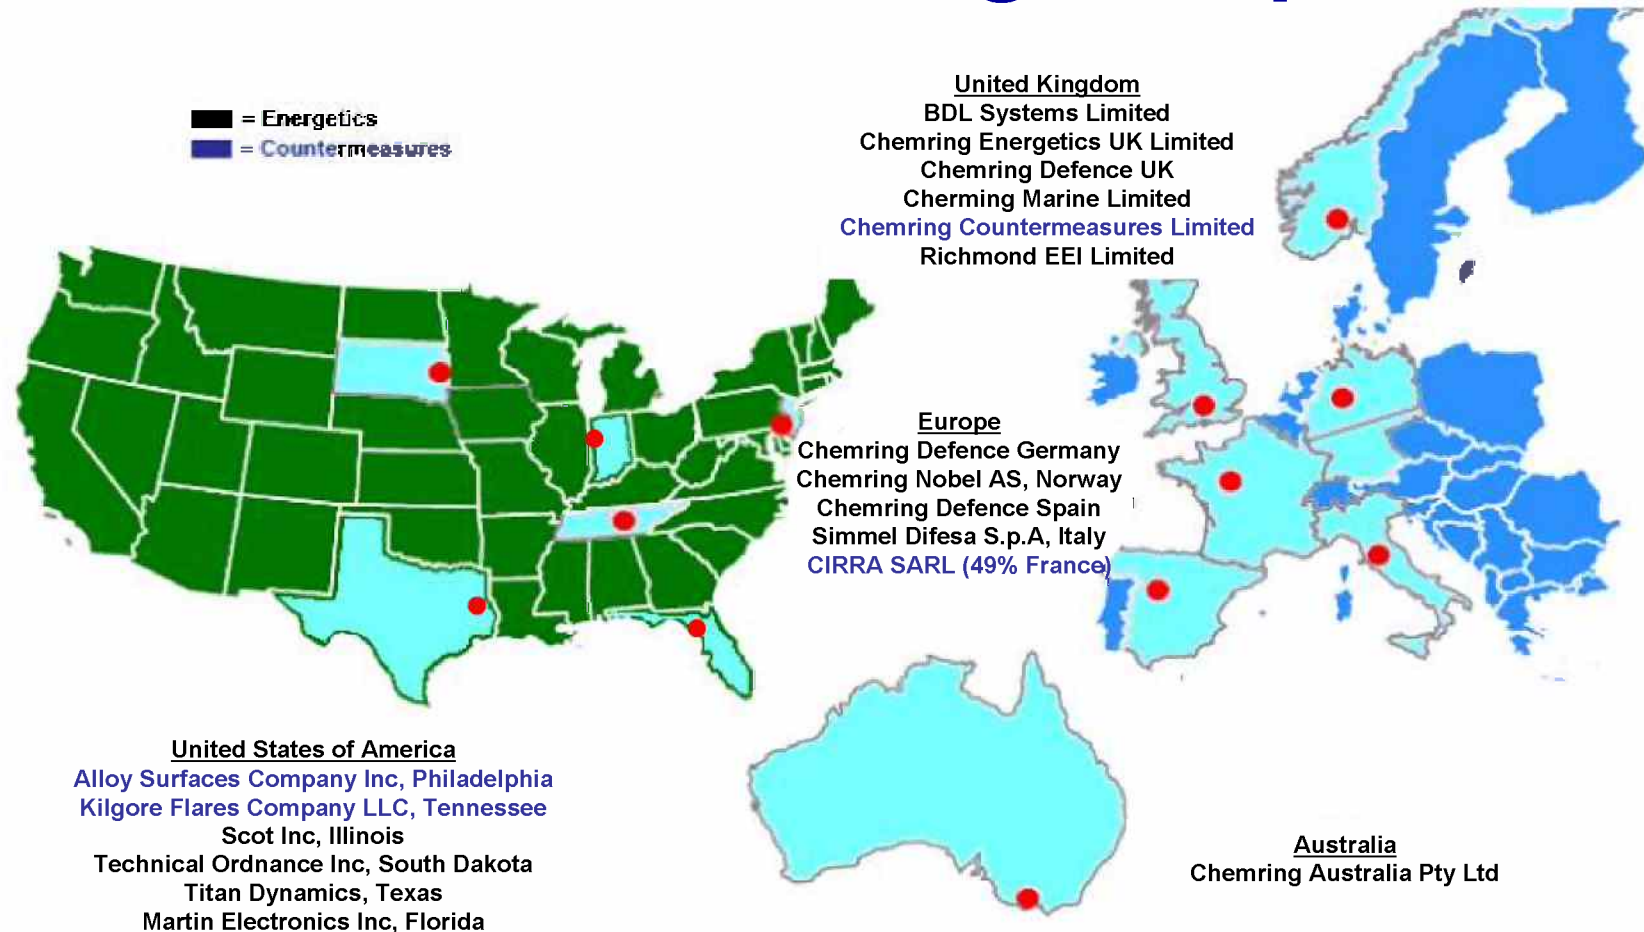 = Energetics
= Countermeasures
United Kingdom
BDL Systems Limited
Chemring Energetics UK Limited
Chemring Defence UK
Cherming Marine Limited
Chemring Countermeasures Limited
Richmond EEI Limited
Europe
Chemring Defence Germany
Chemring Nobel AS, Norway
Chemring Defence Spain
Simmel Difesa S.p.A, Italy
CIRRA SARL (49% France)
United States of America
Alloy Surfaces Company Inc, Philadelphia
Kilgore Flares Company LLC, Tennessee
Scot Inc, Illinois
Technical Ordnance Inc, South Dakota
Titan Dynamics, Texas
Martin Electronics Inc, Florida
Australia
Chemring Australia Pty Ltd